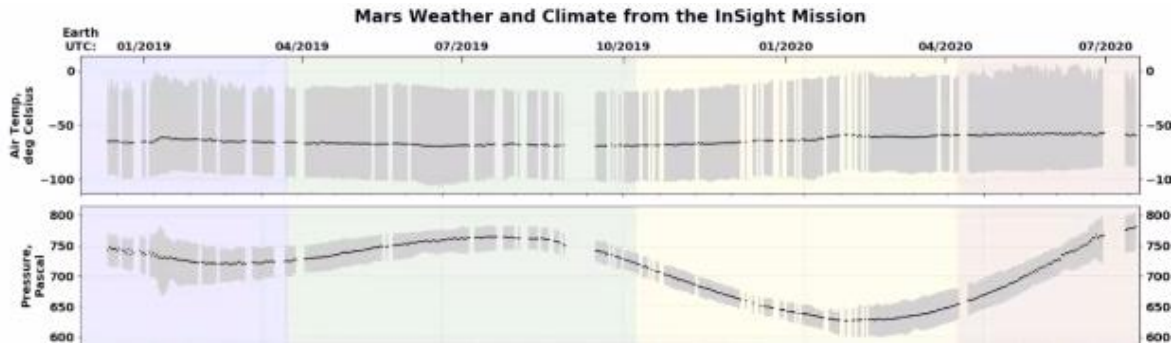 Mars Weather and Climate from the InSight Mission
Earth
UTC: 01/2019 04/2019 07/2019 10/2019 01/2020 04/2020 07/2020
Air Temp,
deg Celsius
0 0
−50 −50
−100 −10
Pressure,
Pascal
800 800
750 750
700 700
650 650
600 600